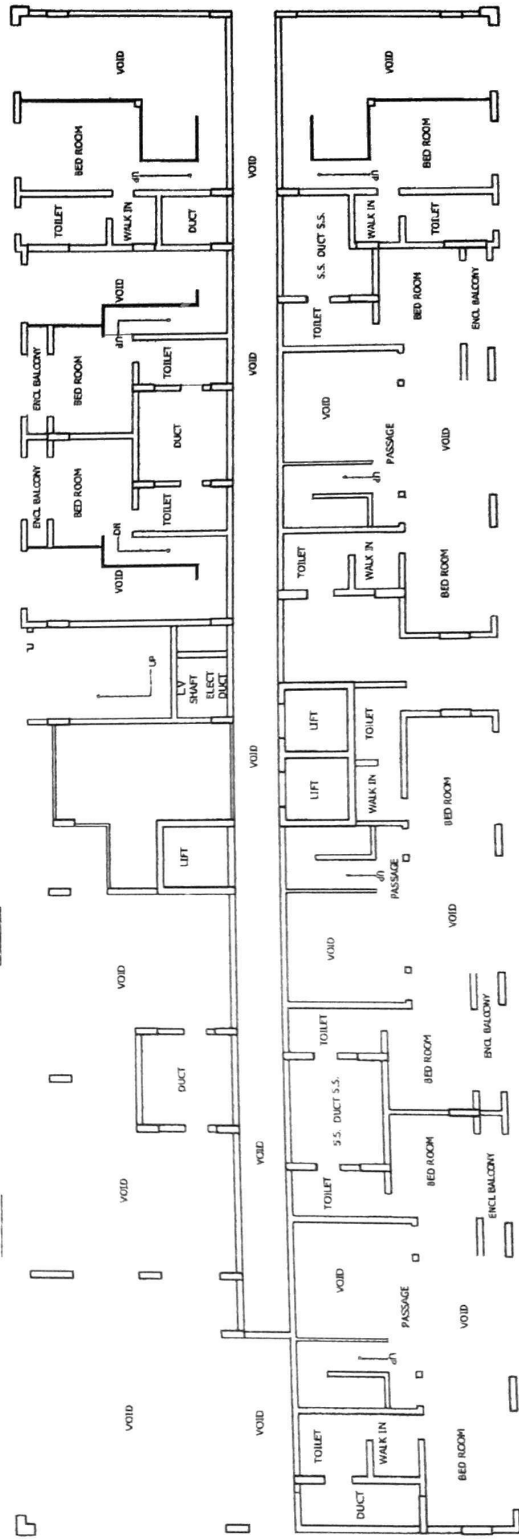 ENCL BALCONY
ENCL BALCONY
TOILET
BED ROOM
BED ROOM
BED ROOM
VOID
VOID
VOID
VOID
DN
UP
VOID
WALK IN
UP
VOID
UP
LIFT
L.V
SHAFT
ELECT
DUCT
TOILET
DUCT
TOILET
DUCT
DUCT
VOID
VOID
VOID
VOID
VOID
TOILET
TOILET
S.S. DUCT S.S.
TOILET
VOID
VOID
LIFT
LIFT
TOILET
VOID
TOILET
S.S. DUCT S.S.
DUCT
WALK IN
UP
UP
WALK IN
TOILET
WALK IN
UP
WALK IN
UP
VOID
PASSAGE
PASSAGE
PASSAGE
BED ROOM
VOID
BED ROOM
BED ROOM
VOID
BED ROOM
BED ROOM
VOID
BED ROOM
TOILET
BED ROOM
ENCL BALCONY
ENCL BALCONY
ENCL BALCONY